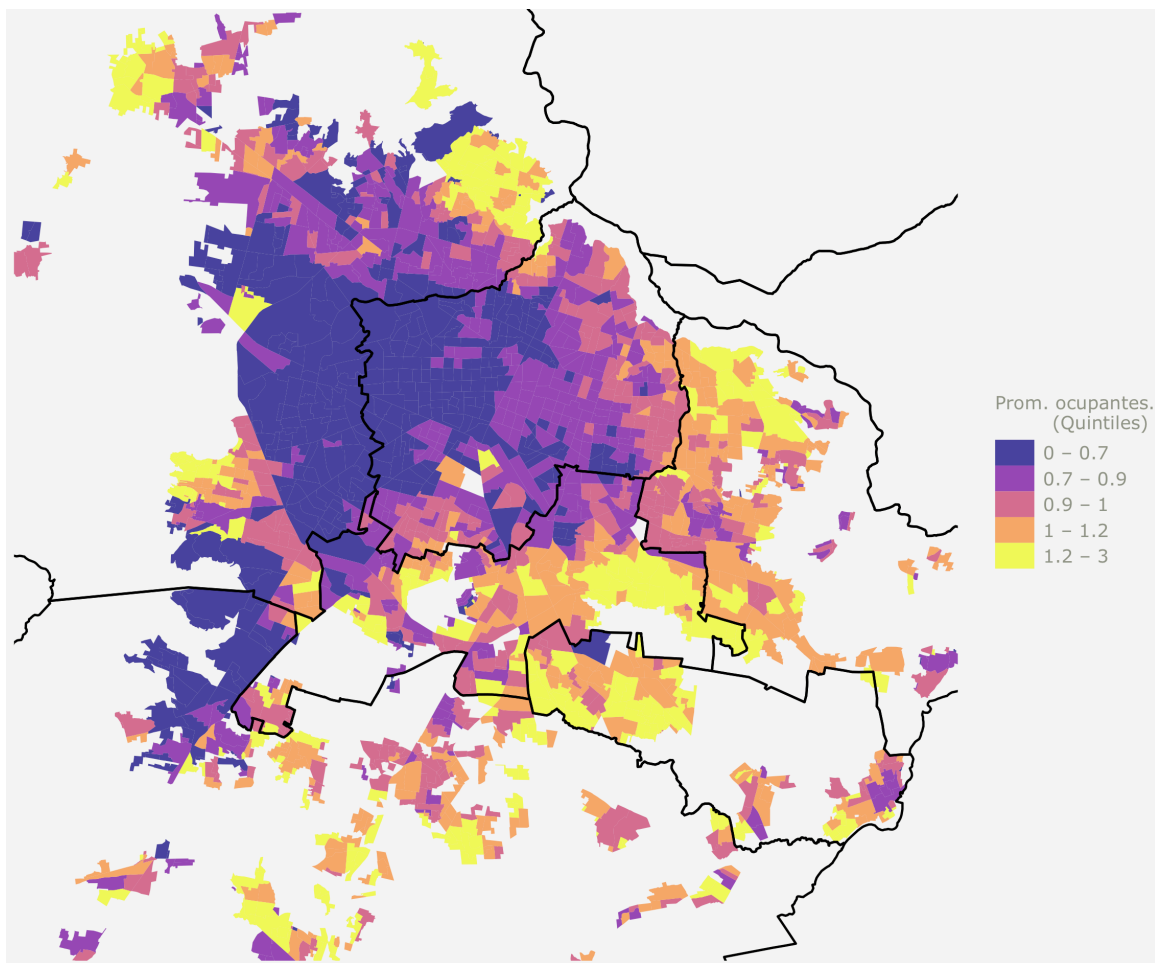 Prom. ocupantes.
(Quintiles)
0 – 0.7
0.7 – 0.9
0.9 – 1
1 – 1.2
1.2 – 3